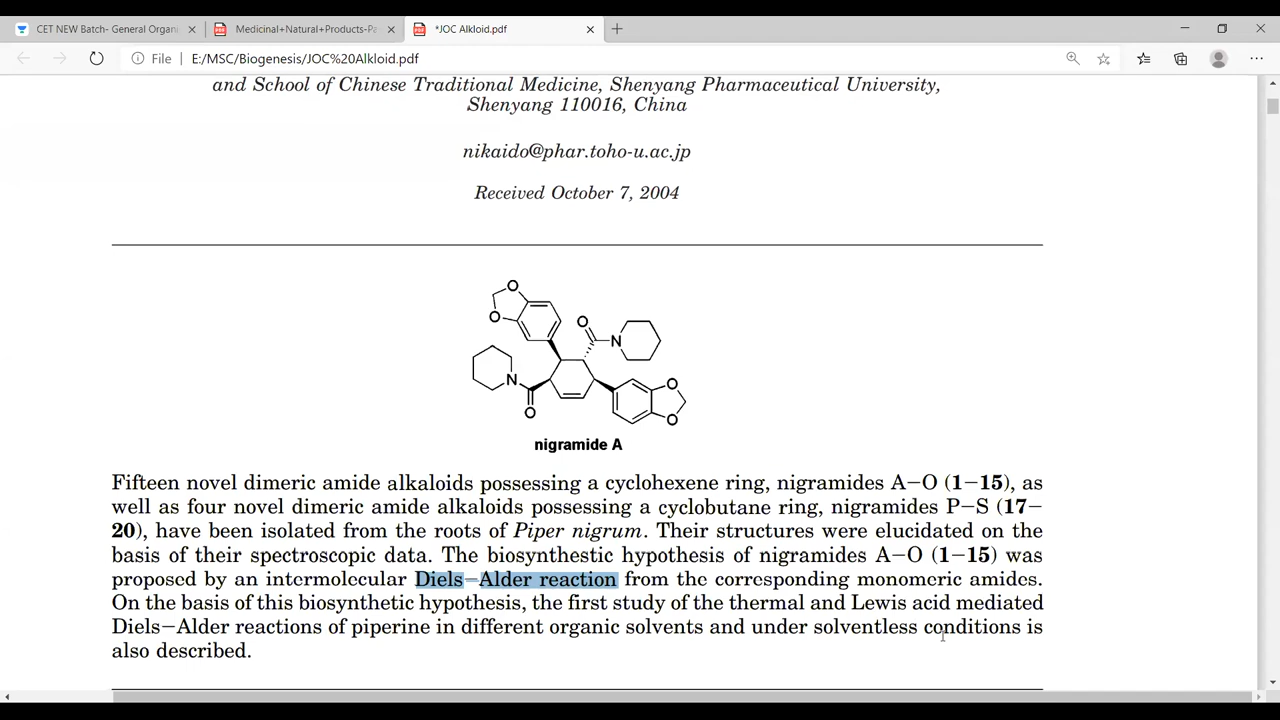 CET NEW Batch- General Organi
Medicinal+Natural+Products-Pa
*JOC Alkloid.pdf
File
E:/MSC/Biogenesis/JOC%20Alkloid.pdf
and School of Chinese Traditional Medicine, Shenyang Pharmaceutical University,
Shenyang 110016, China
nikaido@phar.toho-u.ac.jp
Received October 7, 2004
O
O
O
N
N
O
O
O
nigramide A
Fifteen novel dimeric amide alkaloids possessing a cyclohexene ring, nigramides A−O (1−15), as
well as four novel dimeric amide alkaloids possessing a cyclobutane ring, nigramides P−S (17−
20), have been isolated from the roots of Piper nigrum. Their structures were elucidated on the
basis of their spectroscopic data. The biosynthestic hypothesis of nigramides A−O (1−15) was
proposed by an intermolecular Diels−Alder reaction from the corresponding monomeric amides.
On the basis of this biosynthetic hypothesis, the first study of the thermal and Lewis acid mediated
Diels−Alder reactions of piperine in different organic solvents and under solventless conditions is
also described.